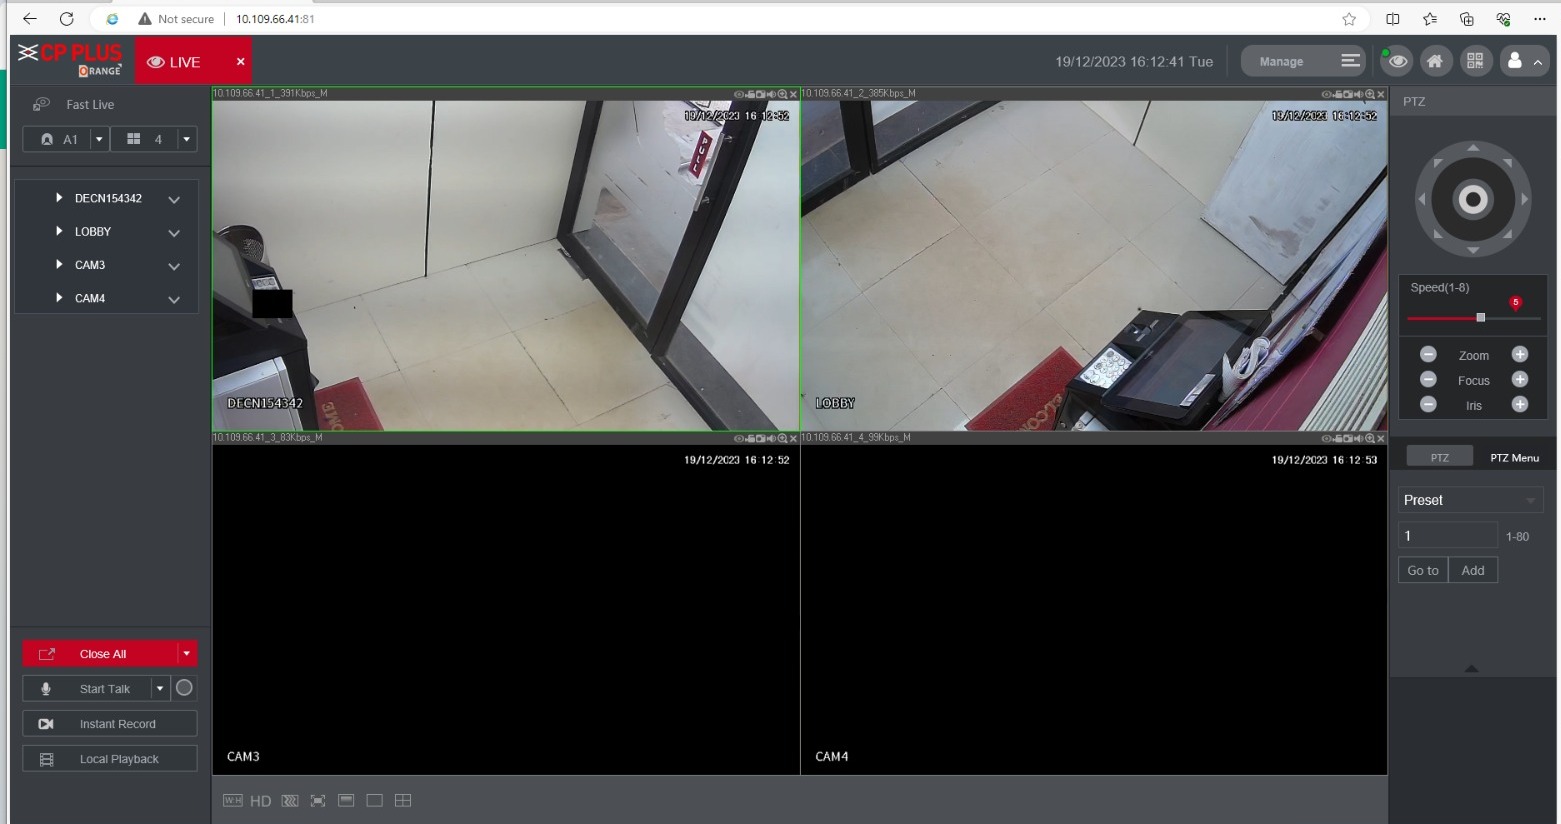 Not secure
10.109.66.41:81
CP PLUS
ORANGE
LIVE
19/12/2023 16:12:41 Tue
Manage
Fast Live
A1
4
DECN154342
LOBBY
CAM3
CAM4
10.109.66.41_1_391Kbps_M
19/12/2023 16:12:52
PULL
DECN154342
10.109.66.41_2_385Kbps_M
19/12/2023 16:12:52
WELCOME
LOBBY
10.109.66.41_3_83Kbps_M
19/12/2023 16:12:52
CAM3
10.109.66.41_4_99Kbps_M
19/12/2023 16:12:53
CAM4
PTZ
Speed(1-8)
5
Zoom
Focus
Iris
PTZ
PTZ Menu
Preset
1
1-80
Go to
Add
Close All
Start Talk
Instant Record
Local Playback
W:H
HD